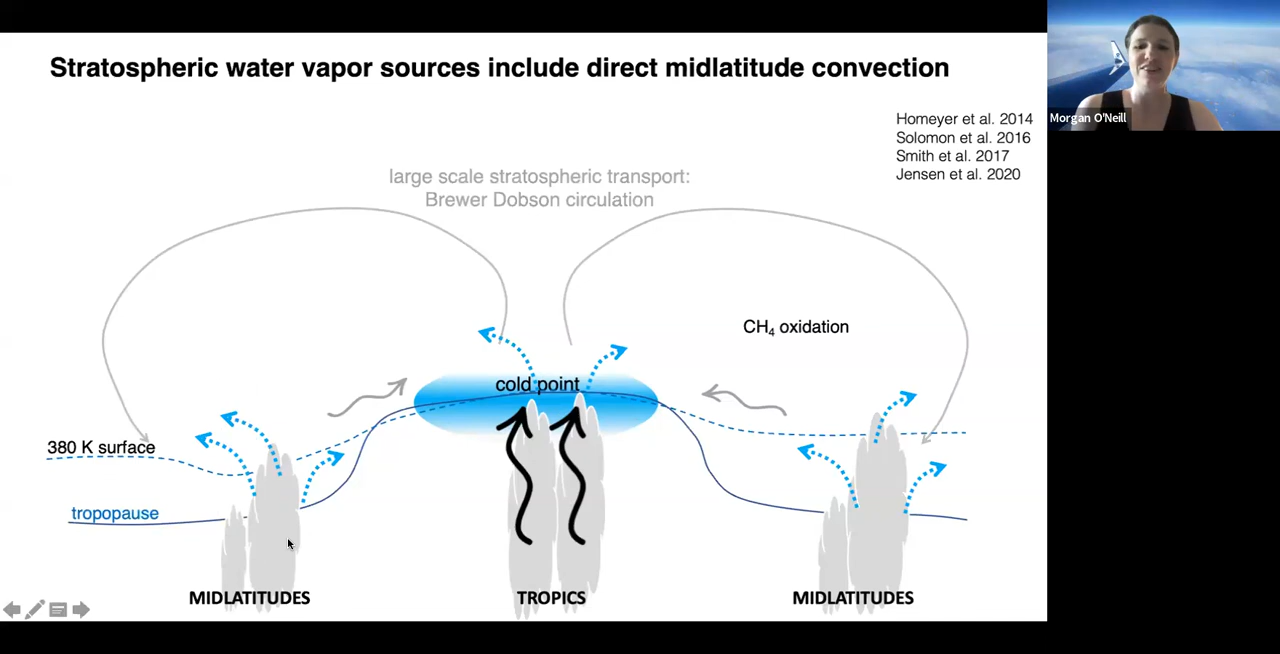 Stratospheric water vapor sources include direct midlatitude convection
Morgan O'Neill
Homeyer et al. 2014
Solomon et al. 2016
Smith et al. 2017
Jensen et al. 2020
large scale stratospheric transport:
Brewer Dobson circulation
CH₄ oxidation
cold point
380 K surface
tropopause
MIDLATITUDES
TROPICS
MIDLATITUDES